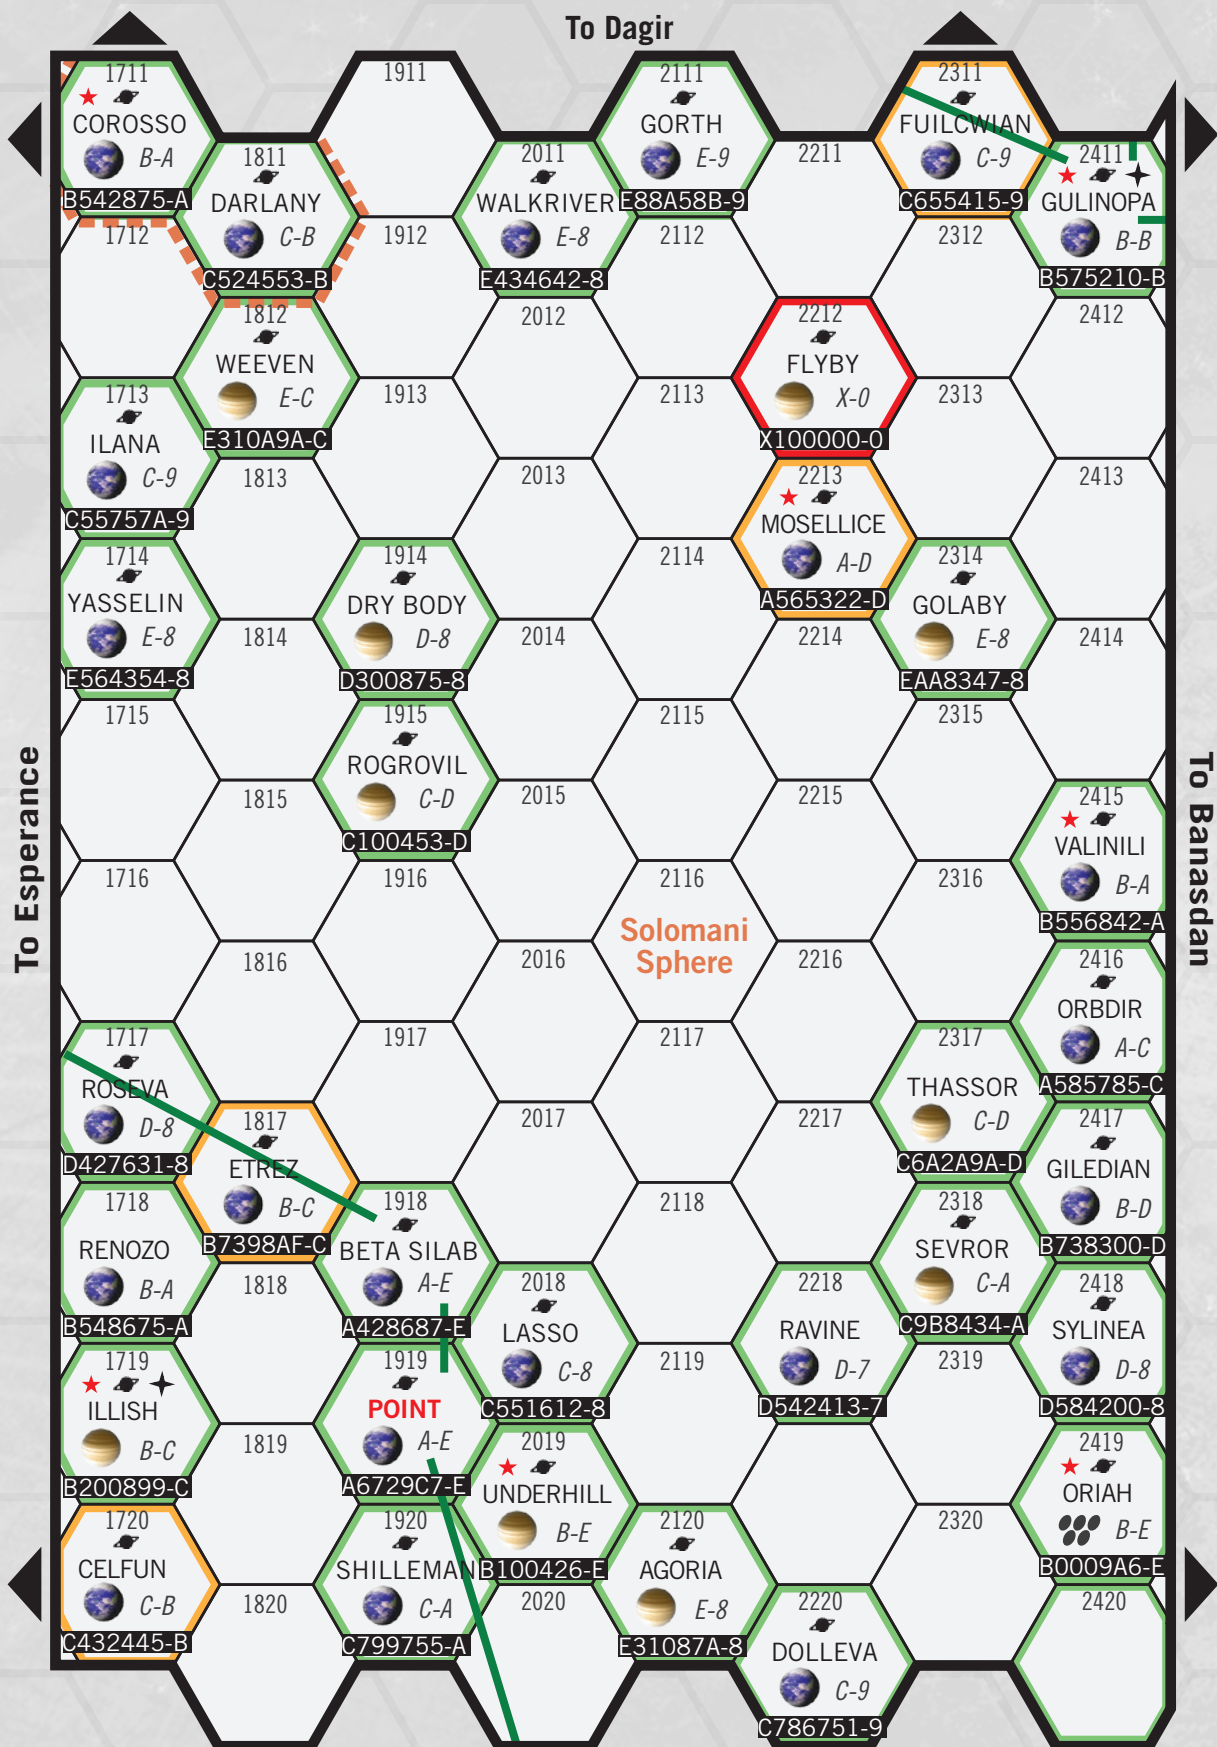 To Dagir
To Esperance
To Banasdan
1711
COROSSO
B-A
B542875-A
1712
1713
ILANA
C-9
C55757A-9
1714
YASSELIN
E-8
E564354-8
1715
1716
1717
ROSEVA
D-8
D427631-8
1718
RENOZO
B-A
B548675-A
1719
ILLISH
B-C
B200899-C
1720
CELFUN
C-B
C432445-B
1811
DARLANY
C-B
C524553-B
1812
WEEVEN
E-C
E310A9A-C
1813
1814
1815
1816
1817
ETREZ
B-C
B7398AF-C
1818
1819
1820
1911
1912
1913
1914
DRY BODY
D-8
D300875-8
1915
ROGROVIL
C-D
C100453-D
1916
1917
1918
BETA SILAB
A-E
A428687-E
1919
POINT
A-E
A6729C7-E
1920
SHILLEMAN
C-A
C799755-A
2011
WALKRIVER
E-8
E434642-8
2012
2013
2014
2015
2016
2017
2018
LASSO
C-8
C551612-8
2019
UNDERHILL
B-E
B100426-E
2020
2111
GORTH
E-9
E88A58B-9
2112
2113
2114
2115
2116
Solomani
Sphere
2117
2118
2119
2120
AGORIA
E-8
E31087A-8
2211
2212
FLYBY
X-0
X100000-0
2213
MOSELLICE
A-D
A565322-D
2214
2215
2216
2217
2218
RAVINE
D-7
D542413-7
2220
DOLLEVA
C-9
C786751-9
2311
FUILCWIAN
C-9
C655415-9
2312
2313
2314
GOLABY
E-8
EAA8347-8
2315
2316
2317
THASSOR
C-D
C6A2A9A-D
2318
SEVROR
C-A
C9B8434-A
2319
2320
2411
GULINOPA
B-B
B575210-B
2412
2413
2414
2415
VALINILI
B-A
B556842-A
2416
ORBDIR
A-C
A585785-C
2417
GILEDIAN
B-D
B738300-D
2418
SYLINEA
D-8
D584200-8
2419
ORIAH
B-E
B0009A6-E
2420